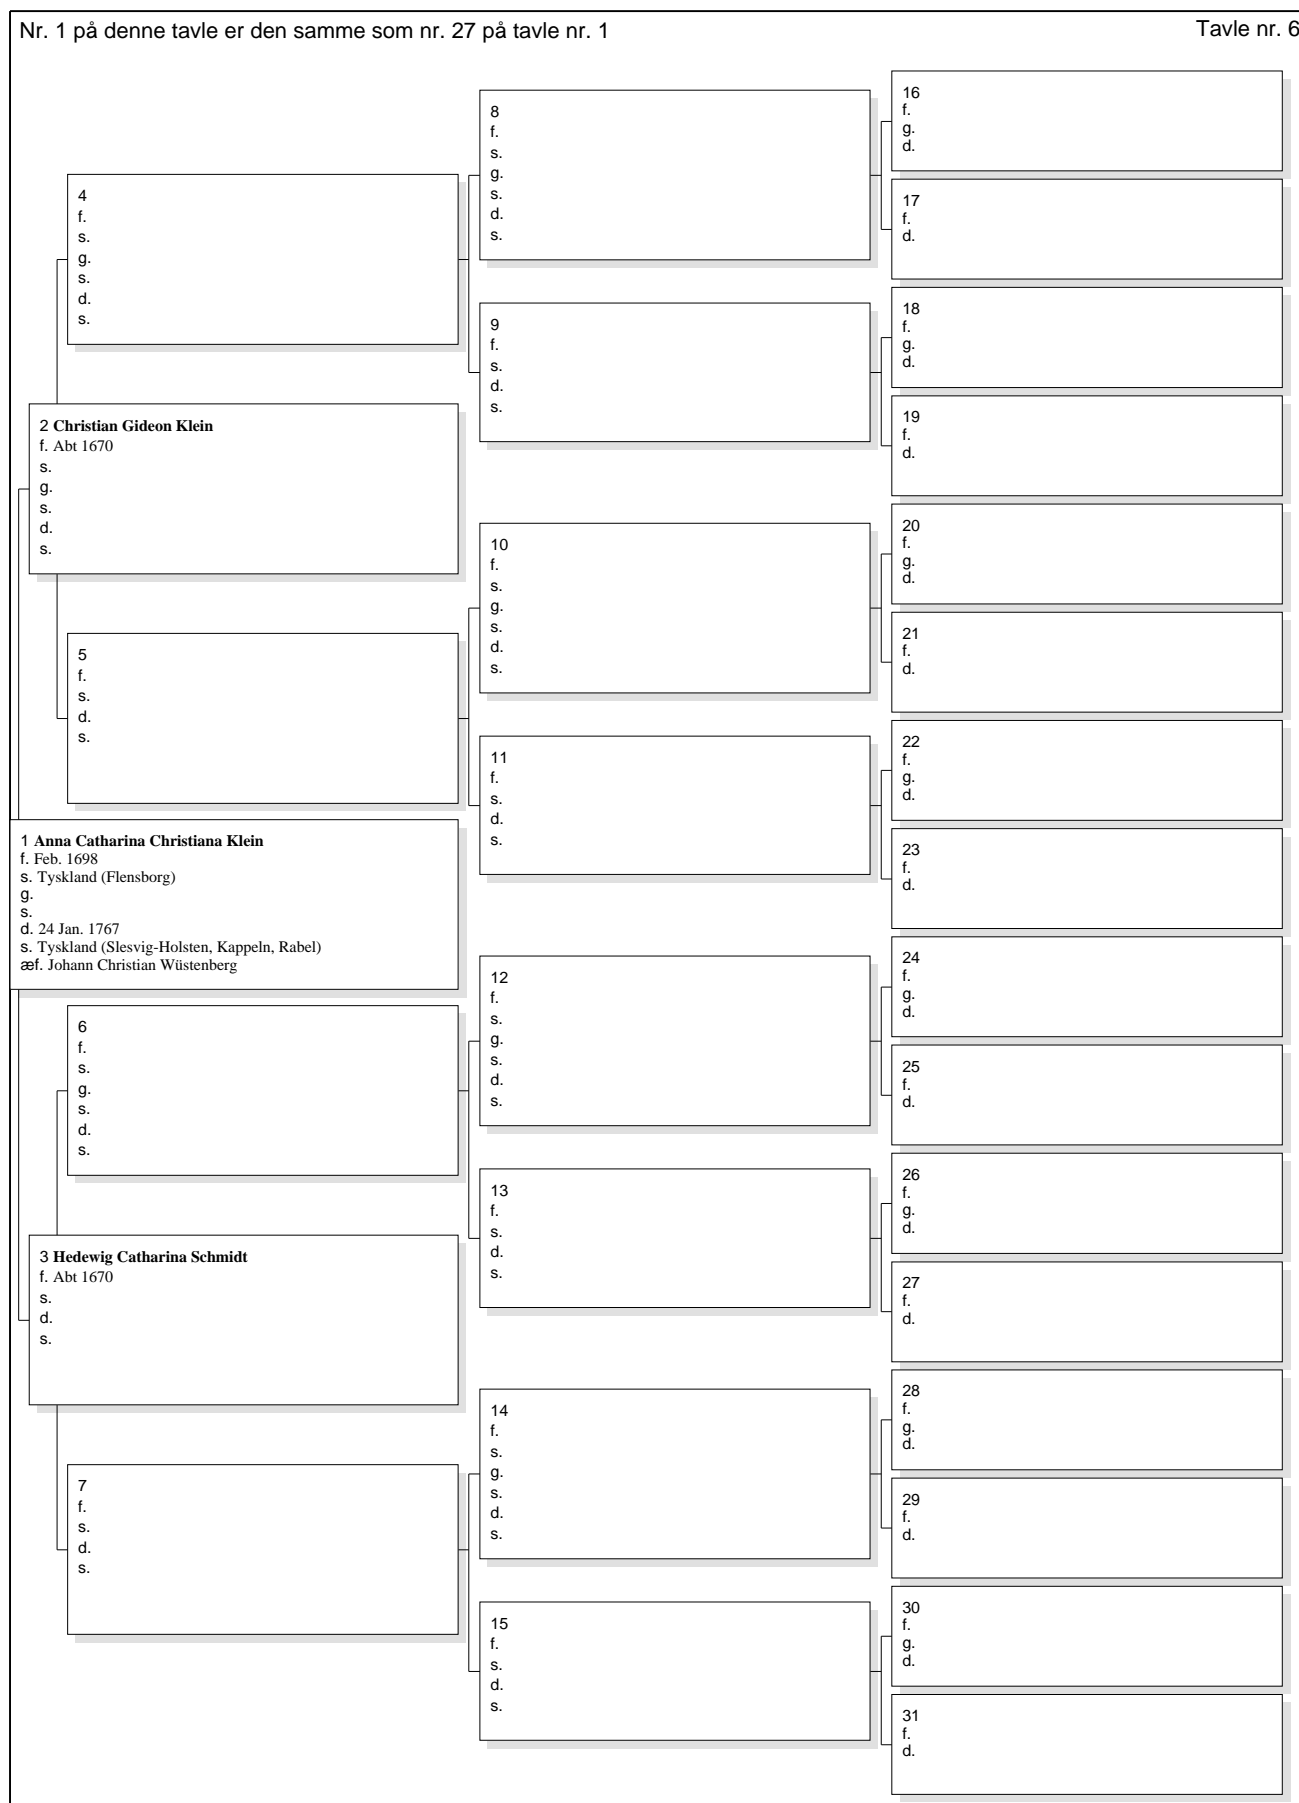 Nr. 1 på denne tavle er den samme som nr. 27 på tavle nr. 1
Tavle nr. 6
1 Anna Catharina Christiana Klein
f. Feb. 1698
s. Tyskland (Flensborg)
g.
s.
d. 24 Jan. 1767
s. Tyskland (Slesvig-Holsten, Kappeln, Rabel)
æf. Johann Christian Wüstenberg
2 Christian Gideon Klein
f. Abt 1670
s.
g.
s.
d.
s.
3 Hedewig Catharina Schmidt
f. Abt 1670
s.
d.
s.
4
f.
s.
g.
s.
d.
s.
5
f.
s.
d.
s.
6
f.
s.
g.
s.
d.
s.
7
f.
s.
d.
s.
8
f.
s.
g.
s.
d.
s.
9
f.
s.
d.
s.
10
f.
s.
g.
s.
d.
s.
11
f.
s.
d.
s.
12
f.
s.
g.
s.
d.
s.
13
f.
s.
d.
s.
14
f.
s.
g.
s.
d.
s.
15
f.
s.
d.
s.
16
f.
g.
d.
17
f.
d.
18
f.
g.
d.
19
f.
d.
20
f.
g.
d.
21
f.
d.
22
f.
g.
d.
23
f.
d.
24
f.
g.
d.
25
f.
d.
26
f.
g.
d.
27
f.
d.
28
f.
g.
d.
29
f.
d.
30
f.
g.
d.
31
f.
d.